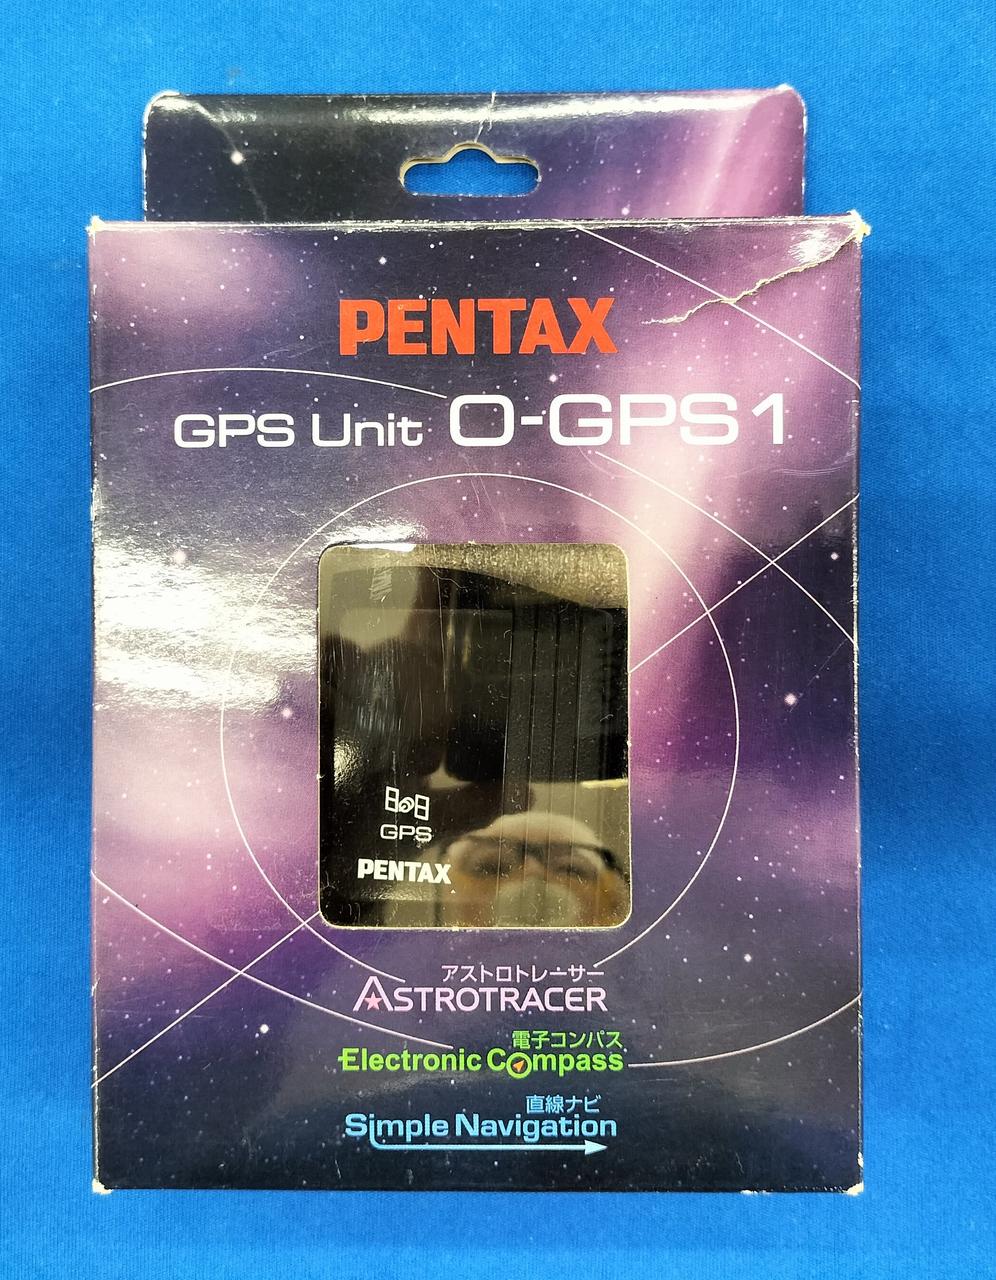 PENTAX
GPS Unit O-GPS1
GPS
PENTAX
アストロトレーサー
ASTROTRACER
電子コンパス
Electronic Compass
直線ナビ
Simple Navigation